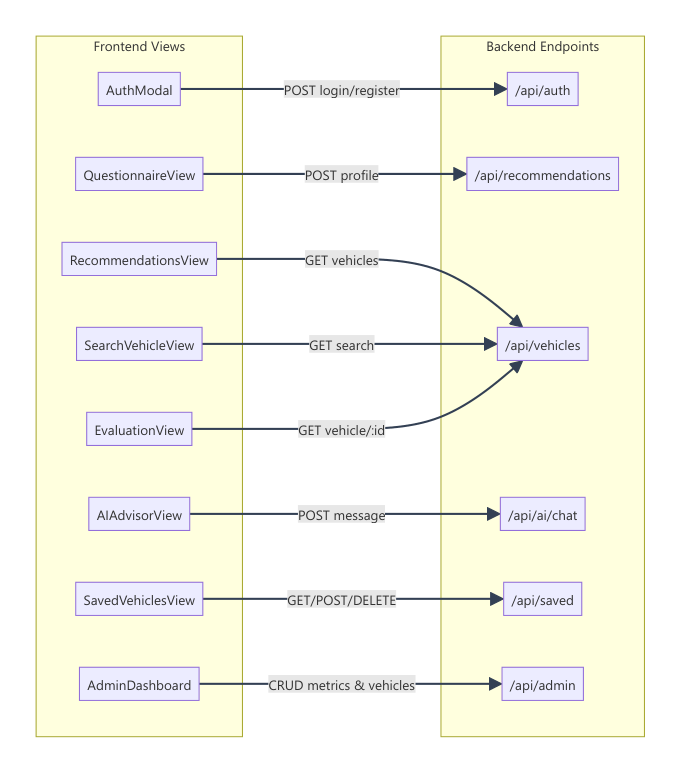 Frontend Views
Backend Endpoints
AuthModal
POST login/register
/api/auth
QuestionnaireView
POST profile
/api/recommendations
RecommendationsView
GET vehicles
SearchVehicleView
GET search
/api/vehicles
EvaluationView
GET vehicle/:id
AIAdvisorView
POST message
/api/ai/chat
SavedVehiclesView
GET/POST/DELETE
/api/saved
AdminDashboard
CRUD metrics & vehicles
/api/admin